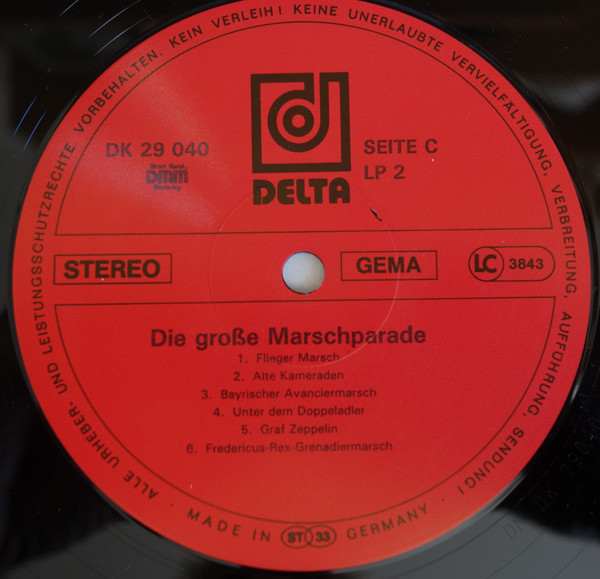 ALLE URHEBER- UND LEISTUNGSSCHUTZRECHTE VORBEHALTEN. KEIN VERLEIH! KEINE UNERLAUBTE VERVIELFÄLTIGUNG, VERBREITUNG, AUFFÜHRUNG, SENDUNG!
DK 29 040
DMM
DELTA
SEITE C
LP 2
STEREO
GEMA
LC 3843
Die große Marschparade
1. Flieger Marsch
2. Alte Kameraden
3. Bayrischer Avanciermarsch
4. Unter dem Doppeladler
5. Graf Zeppelin
6. Fredericus-Rex-Grenadiermarsch
· MADE IN ST 33 GERMANY ·